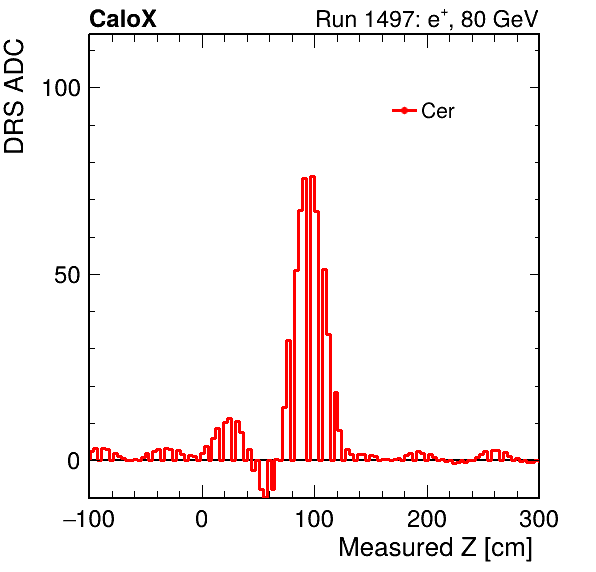 CaloX Run 1497: e⁺, 80 GeV
DRS ADC
100
Cer
50
0
−100 0 100 200 300
Measured Z [cm]